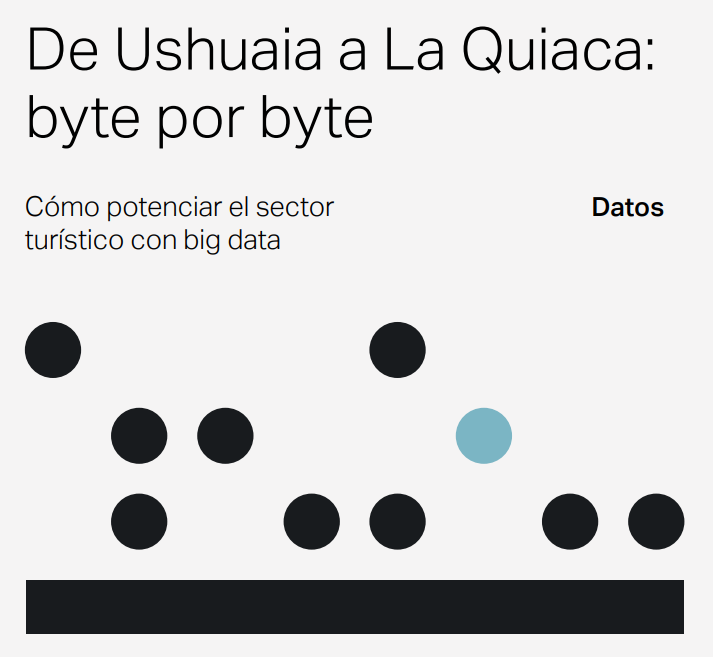 De Ushuaia a La Quiaca:
byte por byte
Cómo potenciar el sector
turístico con big data
Datos